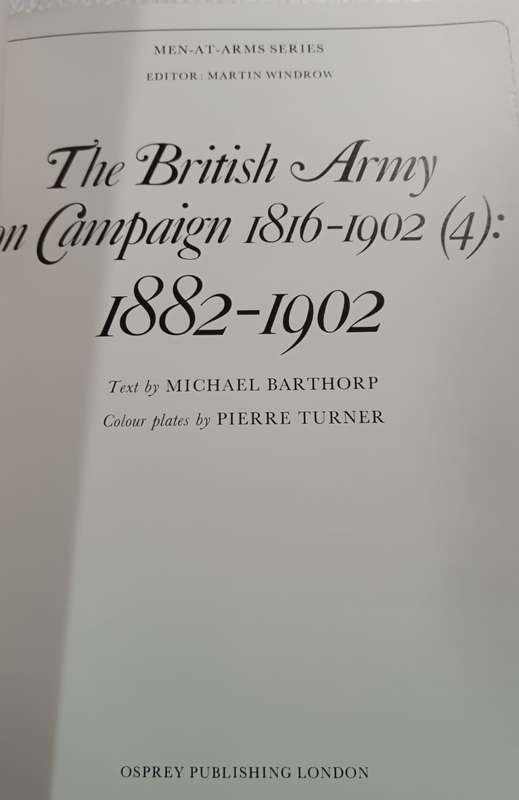 MEN-AT-ARMS SERIES
EDITOR: MARTIN WINDROW
The British Army
on Campaign 1816-1902 (4):
1882-1902
Text by MICHAEL BARTHORP
Colour plates by PIERRE TURNER
OSPREY PUBLISHING LONDON